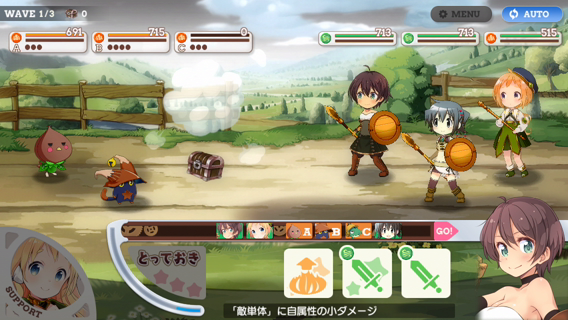 WAVE 1/3 0 MENU AUTO
691 715 0 713 713 515
A B C
A B C GO!
とっておき
SUPPORT
「敵単体」に自属性の小ダメージ